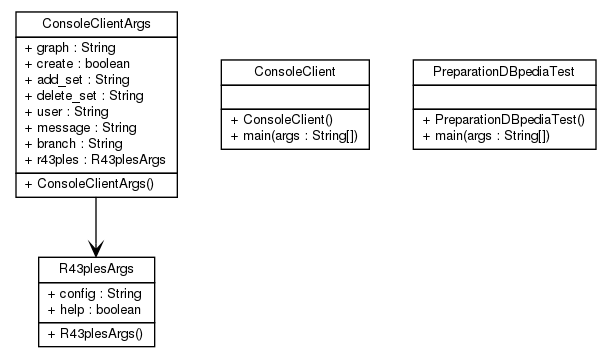 ConsoleClientArgs
+ graph : String
+ create : boolean
+ add_set : String
+ delete_set : String
+ user : String
+ message : String
+ branch : String
+ r43ples : R43plesArgs
+ ConsoleClientArgs()
ConsoleClient
+ ConsoleClient()
+ main(args : String[])
PreparationDBpediaTest
+ PreparationDBpediaTest()
+ main(args : String[])
R43plesArgs
+ config : String
+ help : boolean
+ R43plesArgs()